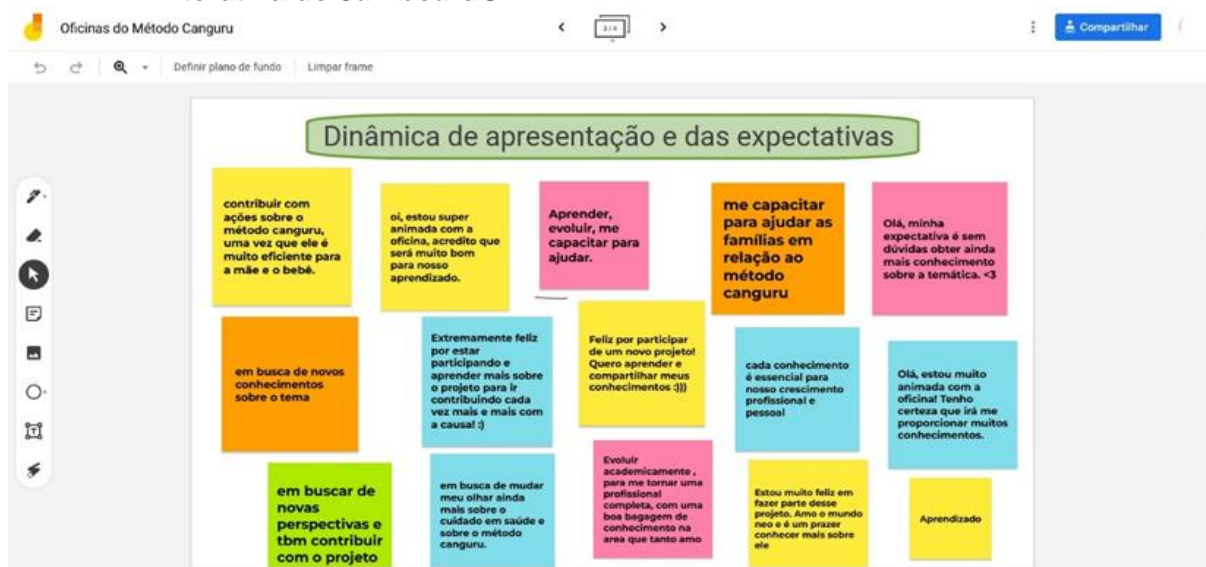 Oficinas do Método Canguru
3/4
Compartilhar
Definir plano de fundo
Limpar frame
Dinâmica de apresentação e das expectativas
contribuir com
ações sobre o
método canguru,
uma vez que ele é
muito eficiente para
a mãe e o bebê.
oi, estou super
animada com a
oficina, acredito que
será muito bom
para nosso
aprendizado.
Aprender,
evoluir, me
capacitar para
ajudar.
me capacitar
para ajudar as
famílias em
relação ao
método
canguru
Olá, minha
expectativa é sem
dúvidas obter ainda
mais conhecimento
sobre a temática. <3
em busca de novos
conhecimentos
sobre o tema
Extremamente feliz
por estar
participando e
aprender mais sobre
o projeto para ir
contribuindo cada
vez mais e mais com
a causa! :)
Feliz por participar
de um novo projeto!
Quero aprender e
compartilhar meus
conhecimentos :)))
cada conhecimento
é essencial para
nosso crescimento
profissional e
pessoal
Olá, estou muito
animada com a
oficina! Tenho
certeza que irá me
proporcionar muitos
conhecimentos.
em buscar de
novas
perspectivas e
tbm contribuir
com o projeto
em busca de mudar
meu olhar ainda
mais sobre o
cuidado em saúde e
sobre o método
canguru.
Evoluir
academicamente ,
para me tornar uma
profissional
completa, com uma
boa bagagem de
conhecimento na
area que tanto amo
Estou muito feliz em
fazer parte desse
projeto. Amo o mundo
neo e é um prazer
conhecer mais sobre
ele
Aprendizado